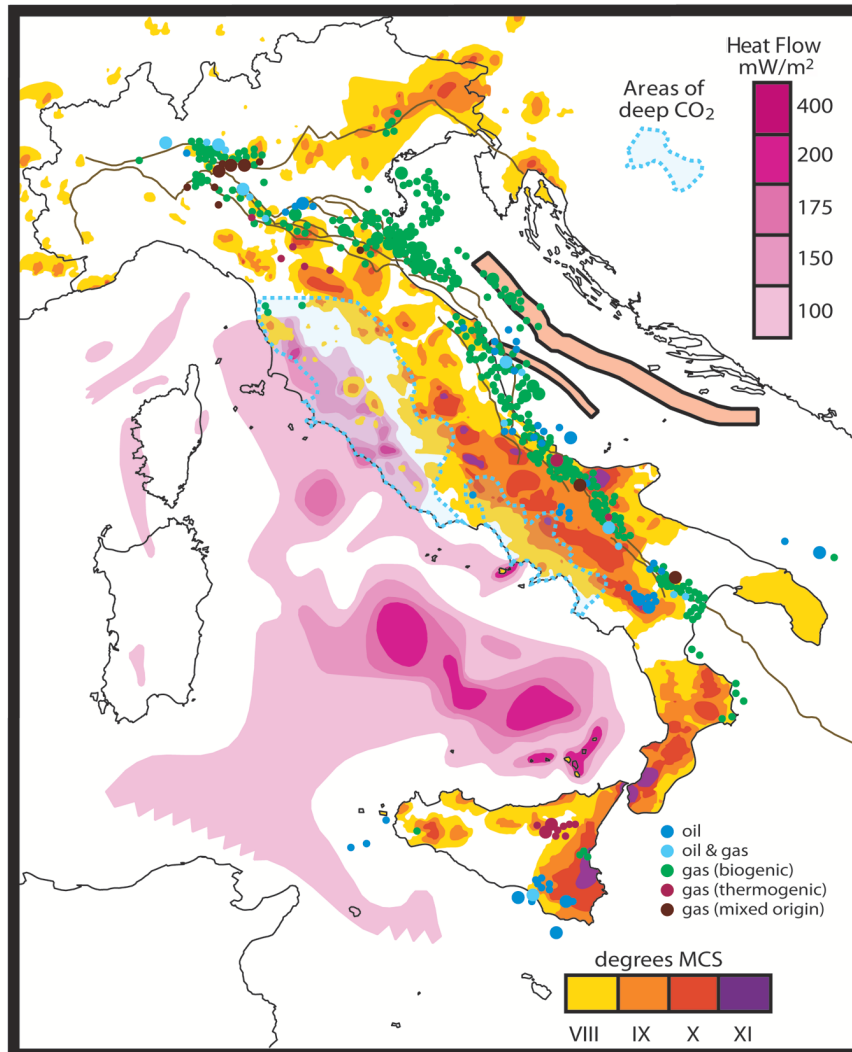 Heat Flow
mW/m²
Areas of
deep CO₂
400
200
175
150
100
oil
oil & gas
gas (biogenic)
gas (thermogenic)
gas (mixed origin)
degrees MCS
VIII IX X XI